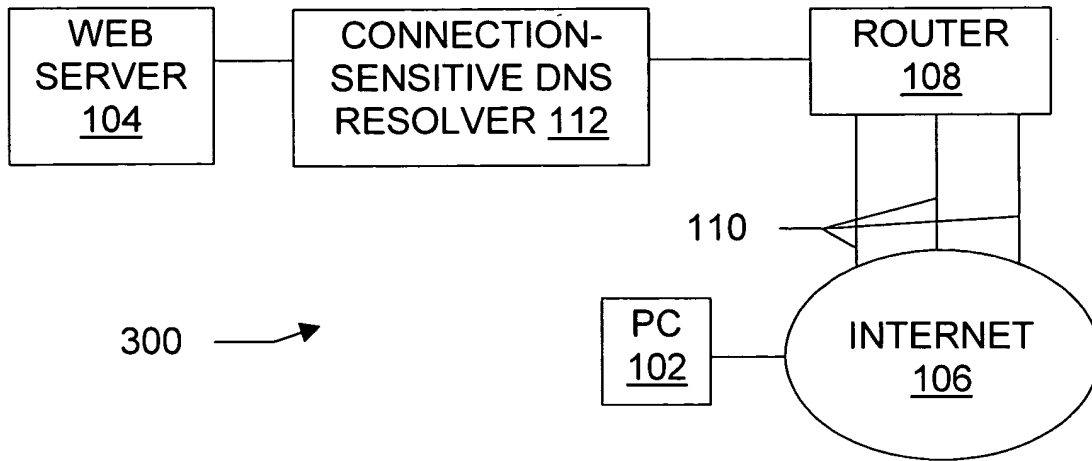 WEB
SERVER
104
CONNECTION-
SENSITIVE DNS
RESOLVER 112
ROUTER
108
110
300
PC
102
INTERNET
106